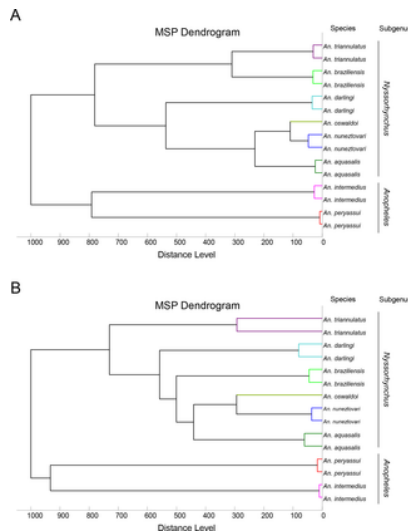 A
MSP Dendrogram
Species
Subgenu
An. triannulatus
An. triannulatus
An. braziliensis
An. braziliensis
An. darlingi
An. darlingi
An. oswaldoi
An. nuneztovari
An. nuneztovari
An. aquasalis
An. aquasalis
An. intermedius
An. intermedius
An. peryassui
An. peryassui
Nyssorhynchus
Anopheles
1000 900 800 700 600 500 400 300 200 100 0
Distance Level
B
MSP Dendrogram
Species
Subgenu
An. triannulatus
An. triannulatus
An. darlingi
An. darlingi
An. braziliensis
An. braziliensis
An. oswaldoi
An. nuneztovari
An. nuneztovari
An. aquasalis
An. aquasalis
An. peryassui
An. peryassui
An. intermedius
An. intermedius
Nyssorhynchus
Anopheles
1000 900 800 700 600 500 400 300 200 100 0
Distance Level